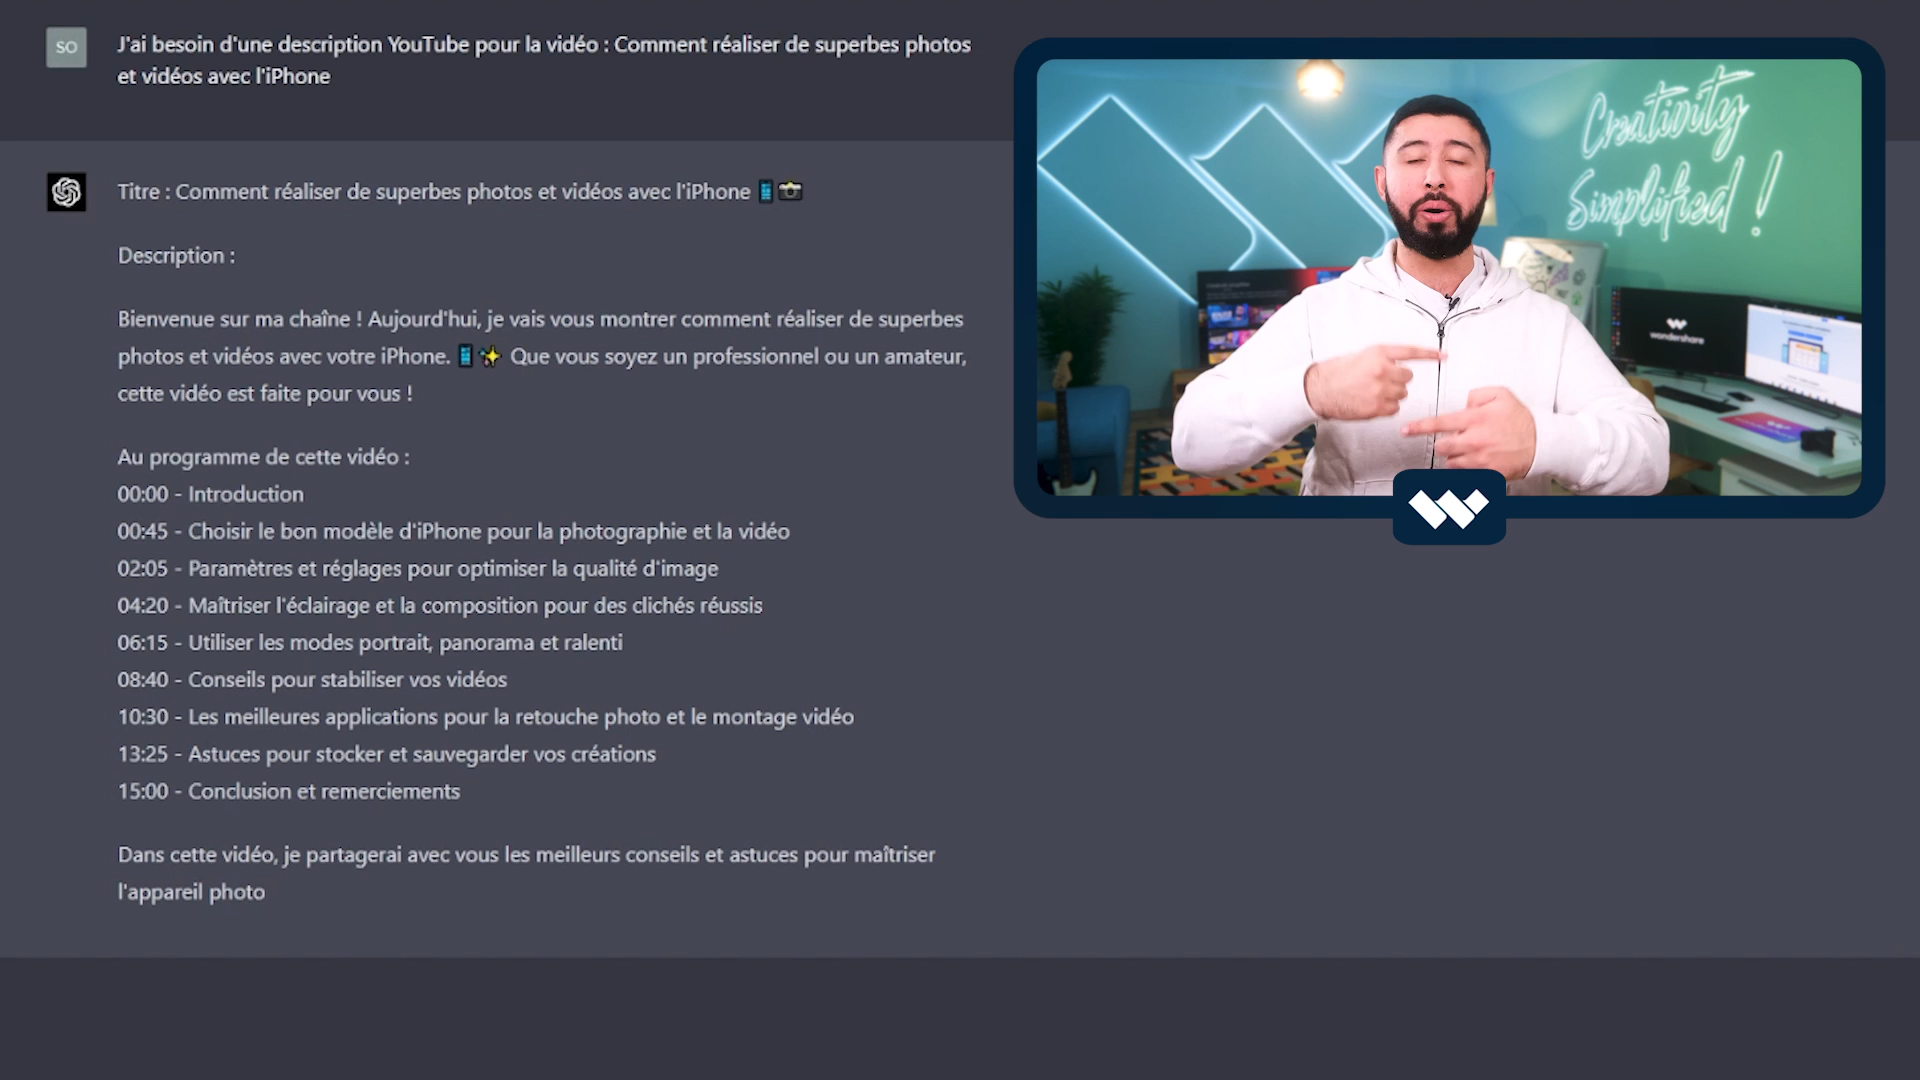 SO
J'ai besoin d'une description YouTube pour la vidéo : Comment réaliser de superbes photos
et vidéos avec l'iPhone
Titre : Comment réaliser de superbes photos et vidéos avec l'iPhone 📱📷
Description :
Bienvenue sur ma chaîne ! Aujourd'hui, je vais vous montrer comment réaliser de superbes
photos et vidéos avec votre iPhone. 📱✨ Que vous soyez un professionnel ou un amateur,
cette vidéo est faite pour vous !
Au programme de cette vidéo :
00:00 - Introduction
00:45 - Choisir le bon modèle d'iPhone pour la photographie et la vidéo
02:05 - Paramètres et réglages pour optimiser la qualité d'image
04:20 - Maîtriser l'éclairage et la composition pour des clichés réussis
06:15 - Utiliser les modes portrait, panorama et ralenti
08:40 - Conseils pour stabiliser vos vidéos
10:30 - Les meilleures applications pour la retouche photo et le montage vidéo
13:25 - Astuces pour stocker et sauvegarder vos créations
15:00 - Conclusion et remerciements
Dans cette vidéo, je partagerai avec vous les meilleurs conseils et astuces pour maîtriser
l'appareil photo
Creativity
Simplified !
wondershare